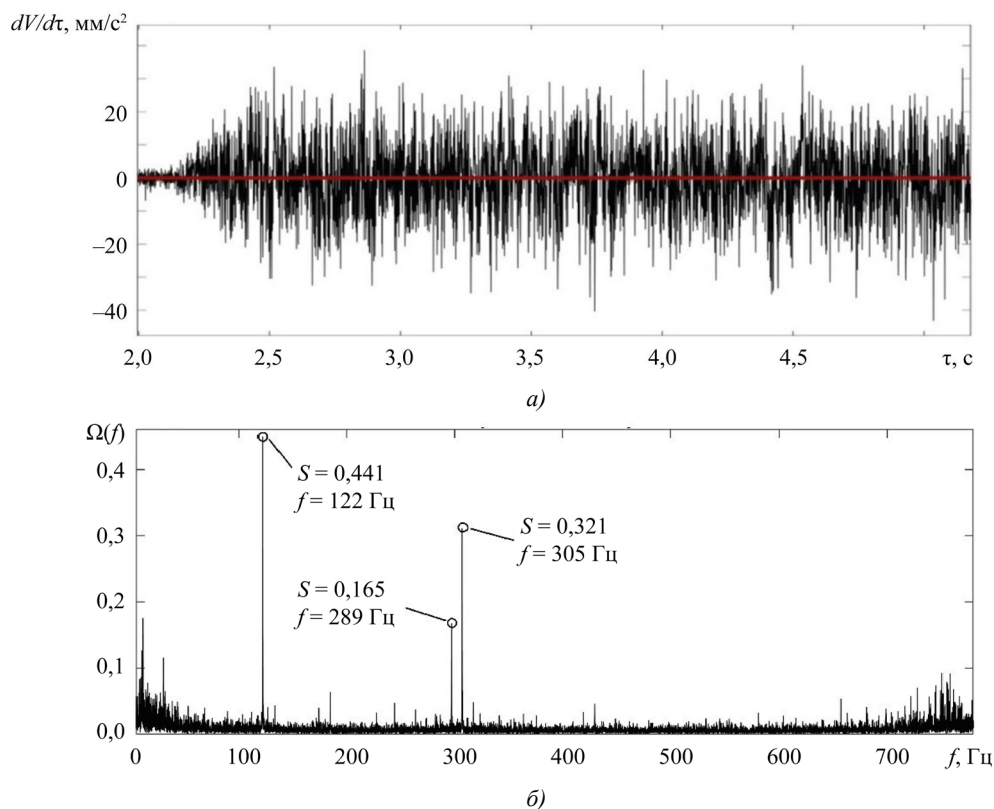 dV/dτ, мм/с²
20
0
–20
–40
2,0 2,5 3,0 3,5 4,0 4,5 τ, с
а)
Ω(f)
0,4
S = 0,441
f = 122 Гц
0,3
S = 0,321
f = 305 Гц
0,2
S = 0,165
f = 289 Гц
0,1
0,0
0 100 200 300 400 500 600 700 f, Гц
б)